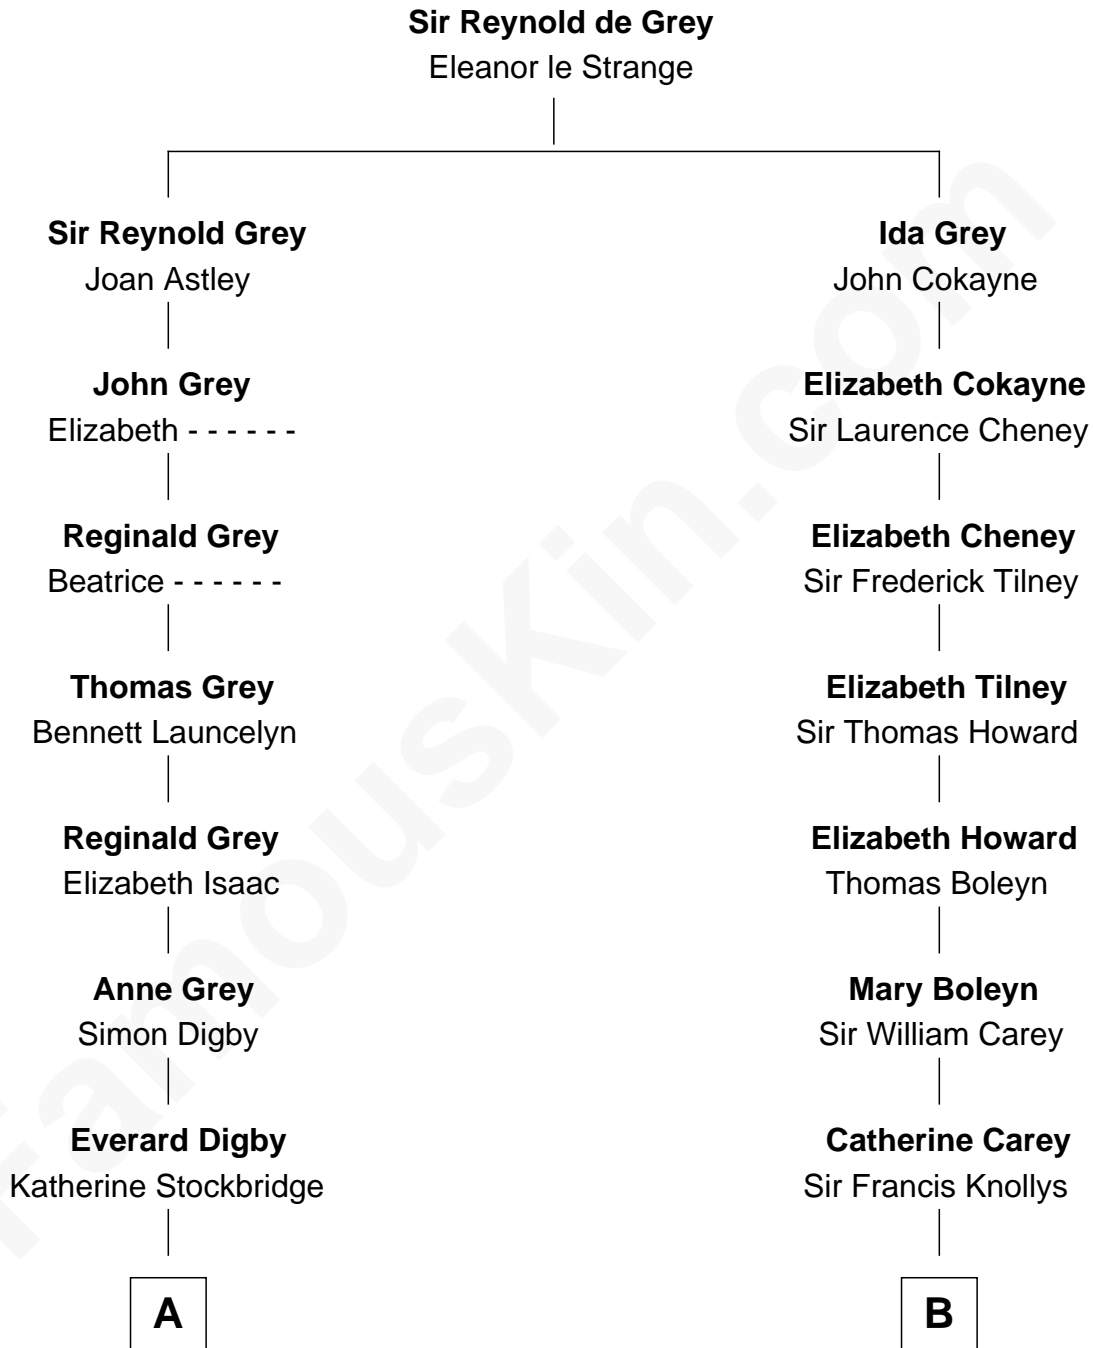 Sir Reynold de Grey
Eleanor le Strange
Sir Reynold Grey
Joan Astley
John Grey
Elizabeth - - - - - -
Reginald Grey
Beatrice - - - - - -
Thomas Grey
Bennett Launcelyn
Reginald Grey
Elizabeth Isaac
Anne Grey
Simon Digby
Everard Digby
Katherine Stockbridge
A
Ida Grey
John Cokayne
Elizabeth Cokayne
Sir Laurence Cheney
Elizabeth Cheney
Sir Frederick Tilney
Elizabeth Tilney
Sir Thomas Howard
Elizabeth Howard
Thomas Boleyn
Mary Boleyn
Sir William Carey
Catherine Carey
Sir Francis Knollys
B
FamousKin.com